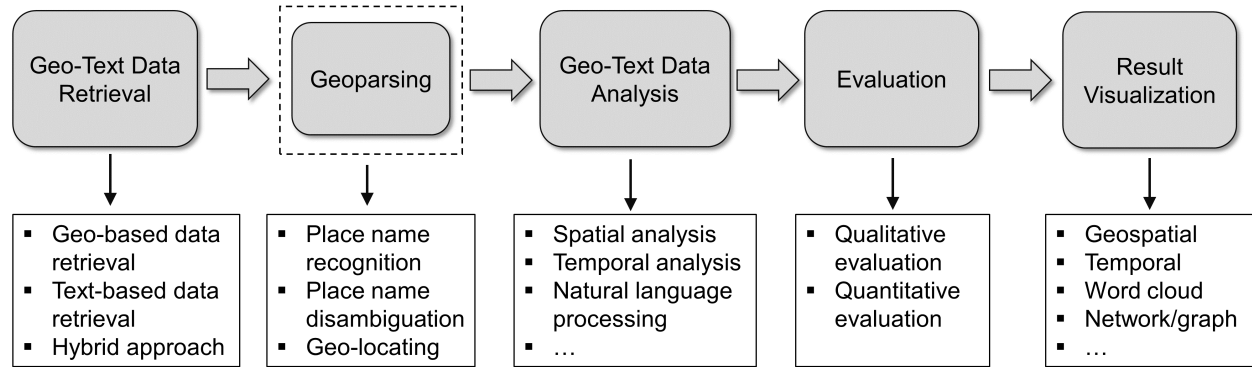 Geo-Text Data
Retrieval
Geoparsing
Geo-Text Data
Analysis
Evaluation
Result
Visualization
▪ Geo-based data
retrieval
▪ Text-based data
retrieval
▪ Hybrid approach
▪ Place name
recognition
▪ Place name
disambiguation
▪ Geo-locating
▪ Spatial analysis
▪ Temporal analysis
▪ Natural language
processing
▪ …
▪ Qualitative
evaluation
▪ Quantitative
evaluation
▪ Geospatial
▪ Temporal
▪ Word cloud
▪ Network/graph
▪ …